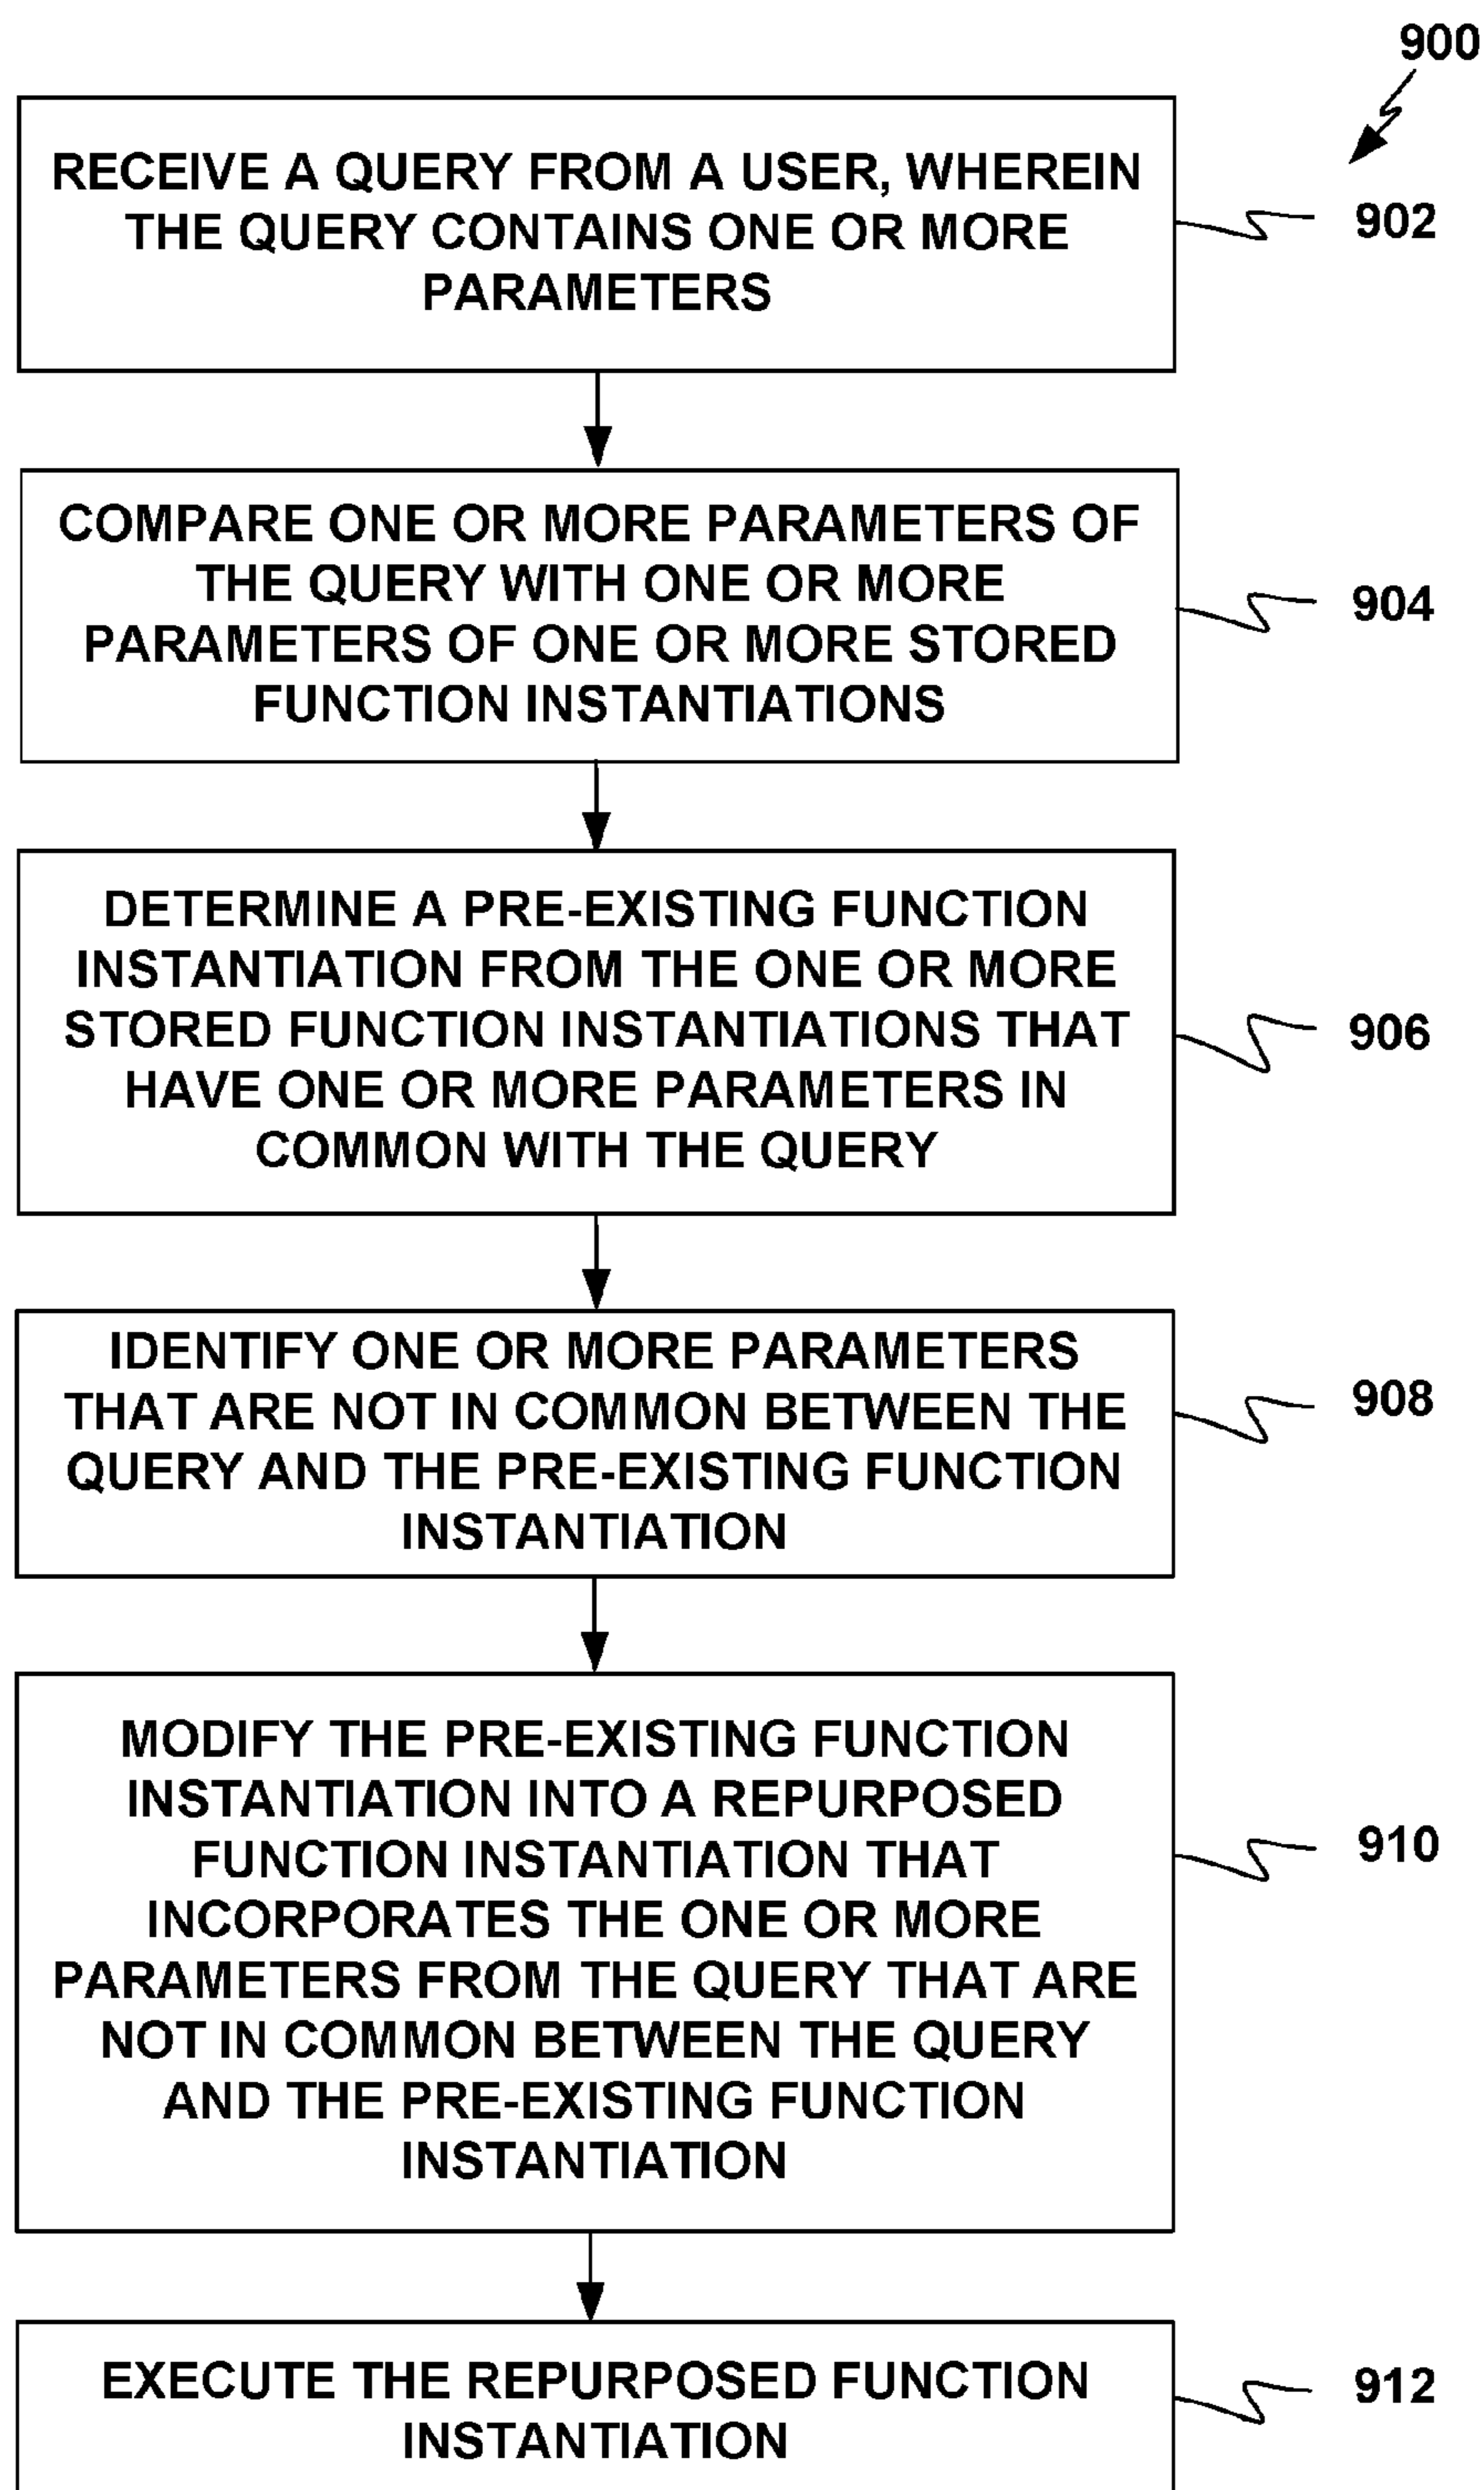 900
RECEIVE A QUERY FROM A USER, WHEREIN
THE QUERY CONTAINS ONE OR MORE
PARAMETERS
902
COMPARE ONE OR MORE PARAMETERS OF
THE QUERY WITH ONE OR MORE
PARAMETERS OF ONE OR MORE STORED
FUNCTION INSTANTIATIONS
904
DETERMINE A PRE-EXISTING FUNCTION
INSTANTIATION FROM THE ONE OR MORE
STORED FUNCTION INSTANTIATIONS THAT
HAVE ONE OR MORE PARAMETERS IN
COMMON WITH THE QUERY
906
IDENTIFY ONE OR MORE PARAMETERS
THAT ARE NOT IN COMMON BETWEEN THE
QUERY AND THE PRE-EXISTING FUNCTION
INSTANTIATION
908
MODIFY THE PRE-EXISTING FUNCTION
INSTANTIATION INTO A REPURPOSED
FUNCTION INSTANTIATION THAT
INCORPORATES THE ONE OR MORE
PARAMETERS FROM THE QUERY THAT ARE
NOT IN COMMON BETWEEN THE QUERY
AND THE PRE-EXISTING FUNCTION
INSTANTIATION
910
EXECUTE THE REPURPOSED FUNCTION
INSTANTIATION
912